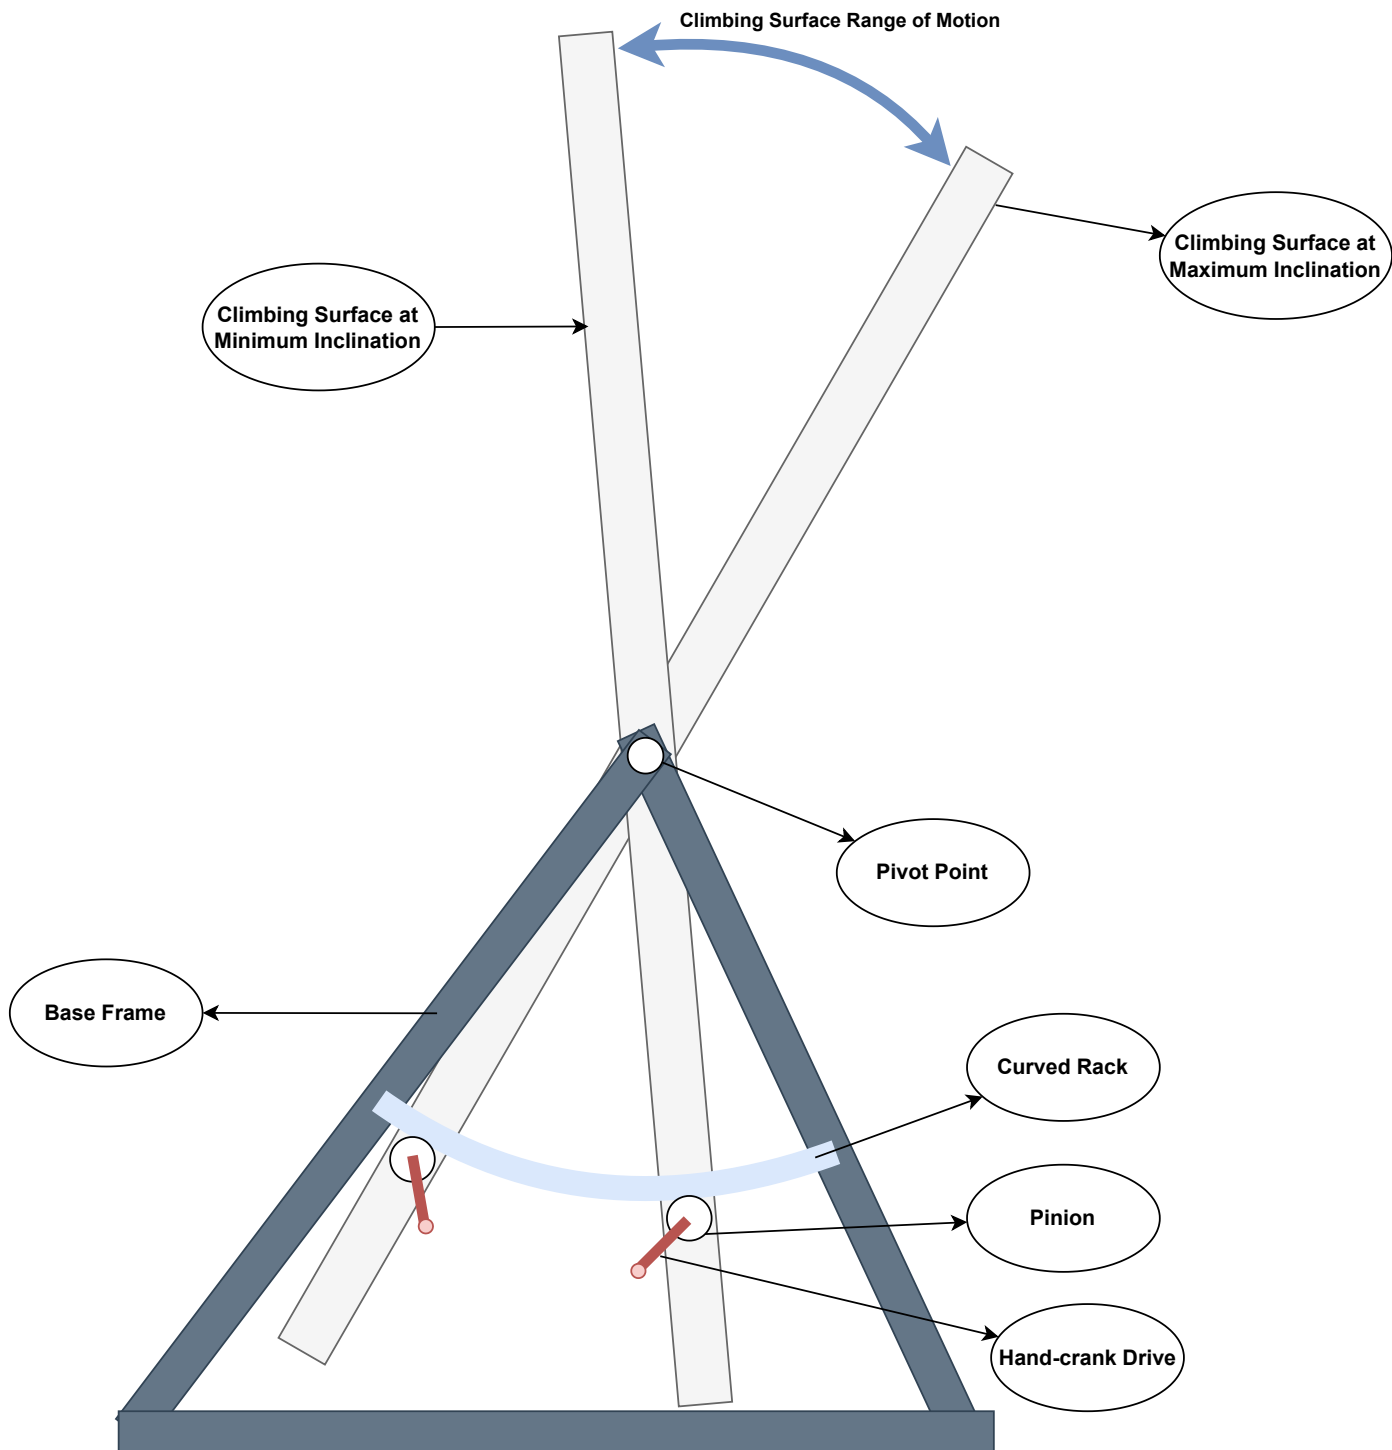 Climbing Surface Range of Motion
Climbing Surface at
Maximum Inclination
Climbing Surface at
Minimum Inclination
Pivot Point
Base Frame
Curved Rack
Pinion
Hand-crank Drive